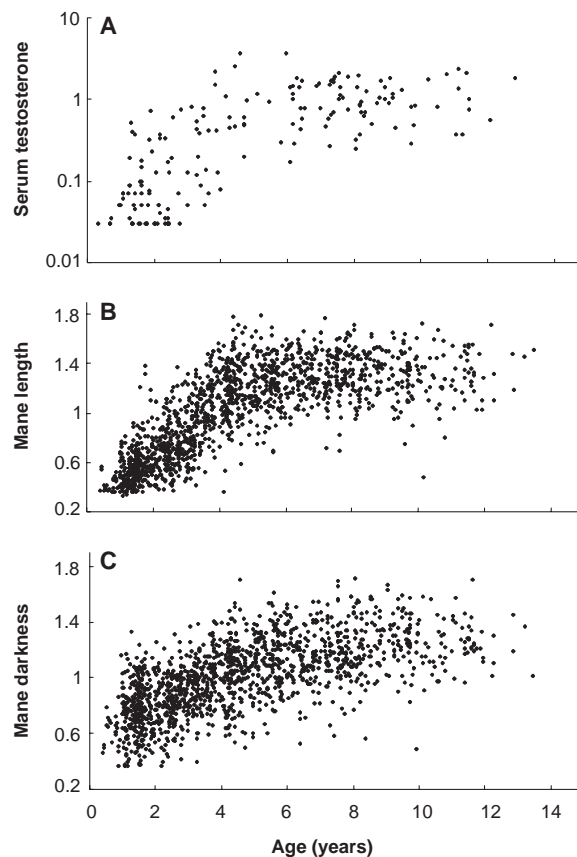 A
10
1
0.1
0.01
Serum testosterone
B
1.8
1.4
1
0.6
0.2
Mane length
C
1.8
1.4
1
0.6
0.2
Mane darkness
0 2 4 6 8 10 12 14
Age (years)